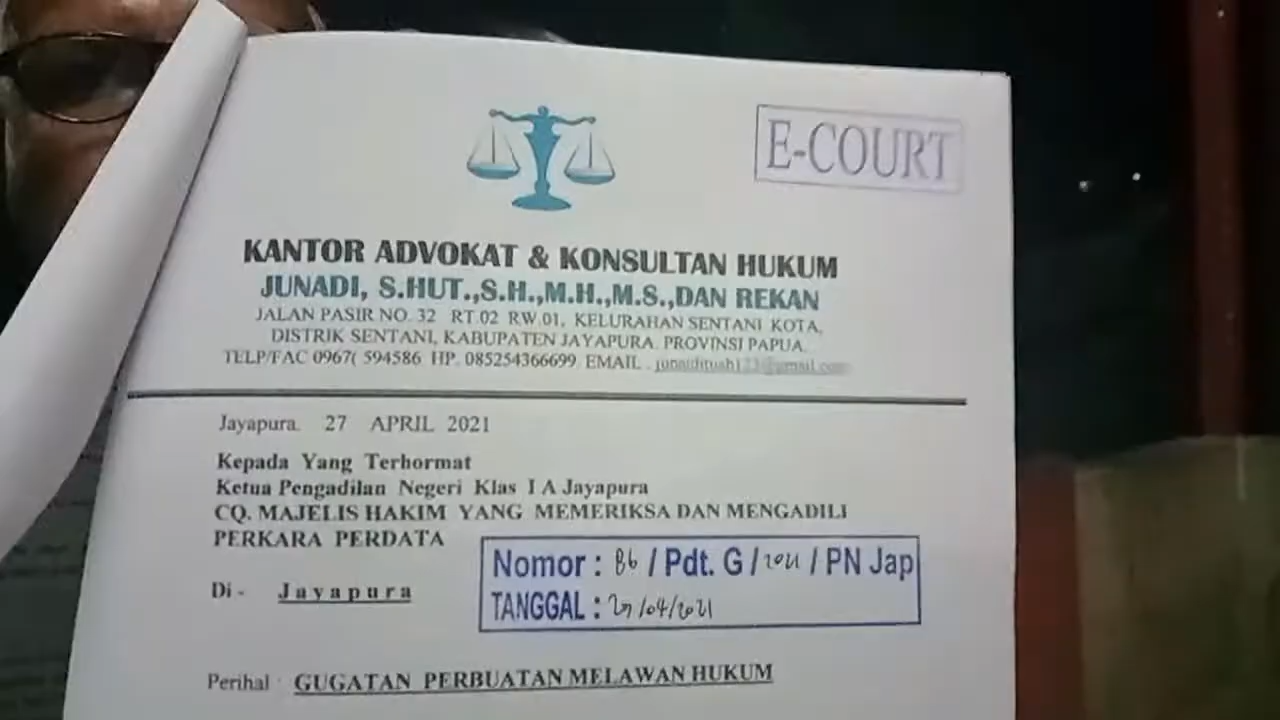 E-COURT
KANTOR ADVOKAT & KONSULTAN HUKUM
JUNADI, S.HUT.,S.H.,M.H.,M.S.,DAN REKAN
JALAN PASIR NO. 32 RT.02 RW.01, KELURAHAN SENTANI KOTA,
DISTRIK SENTANI, KABUPATEN JAYAPURA. PROVINSI PAPUA.
TELP/FAC 0967( 594586 HP. 085254366699 EMAIL .
Jayapura. 27 APRIL 2021
Kepada Yang Terhormat
Ketua Pengadilan Negeri Klas I A Jayapura
CQ. MAJELIS HAKIM YANG MEMERIKSA DAN MENGADILI
PERKARA PERDATA
Nomor : 86 / Pdt. G / 2021 / PN Jap
Di - Jayapura
TANGGAL : /04/2021
Perihal : GUGATAN PERBUATAN MELAWAN HUKUM